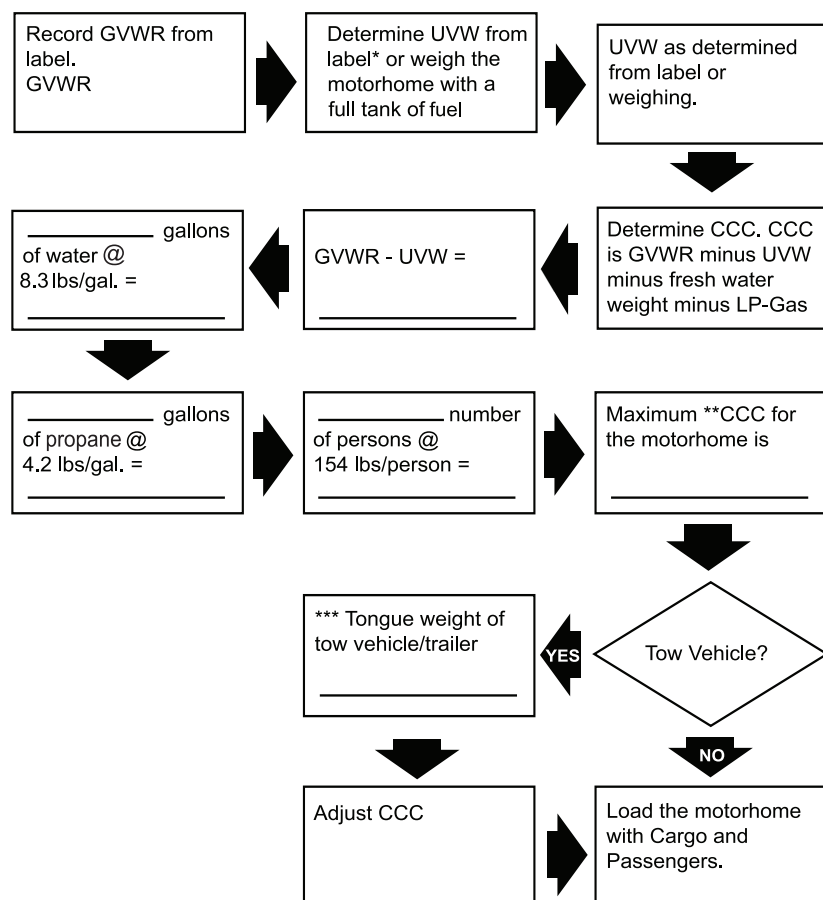 Record GVWR from
label.
GVWR
Determine UVW from
label* or weigh the
motorhome with a
full tank of fuel
UVW as determined
from label or
weighing.
Determine CCC. CCC
is GVWR minus UVW
minus fresh water
weight minus LP-Gas
GVWR - UVW =
gallons
of water @
8.3 lbs/gal. =
gallons
of propane @
4.2 lbs/gal. =
number
of persons @
154 lbs/person =
Maximum **CCC for
the motorhome is
Tow Vehicle?
YES
*** Tongue weight of
tow vehicle/trailer
NO
Adjust CCC
Load the motorhome
with Cargo and
Passengers.